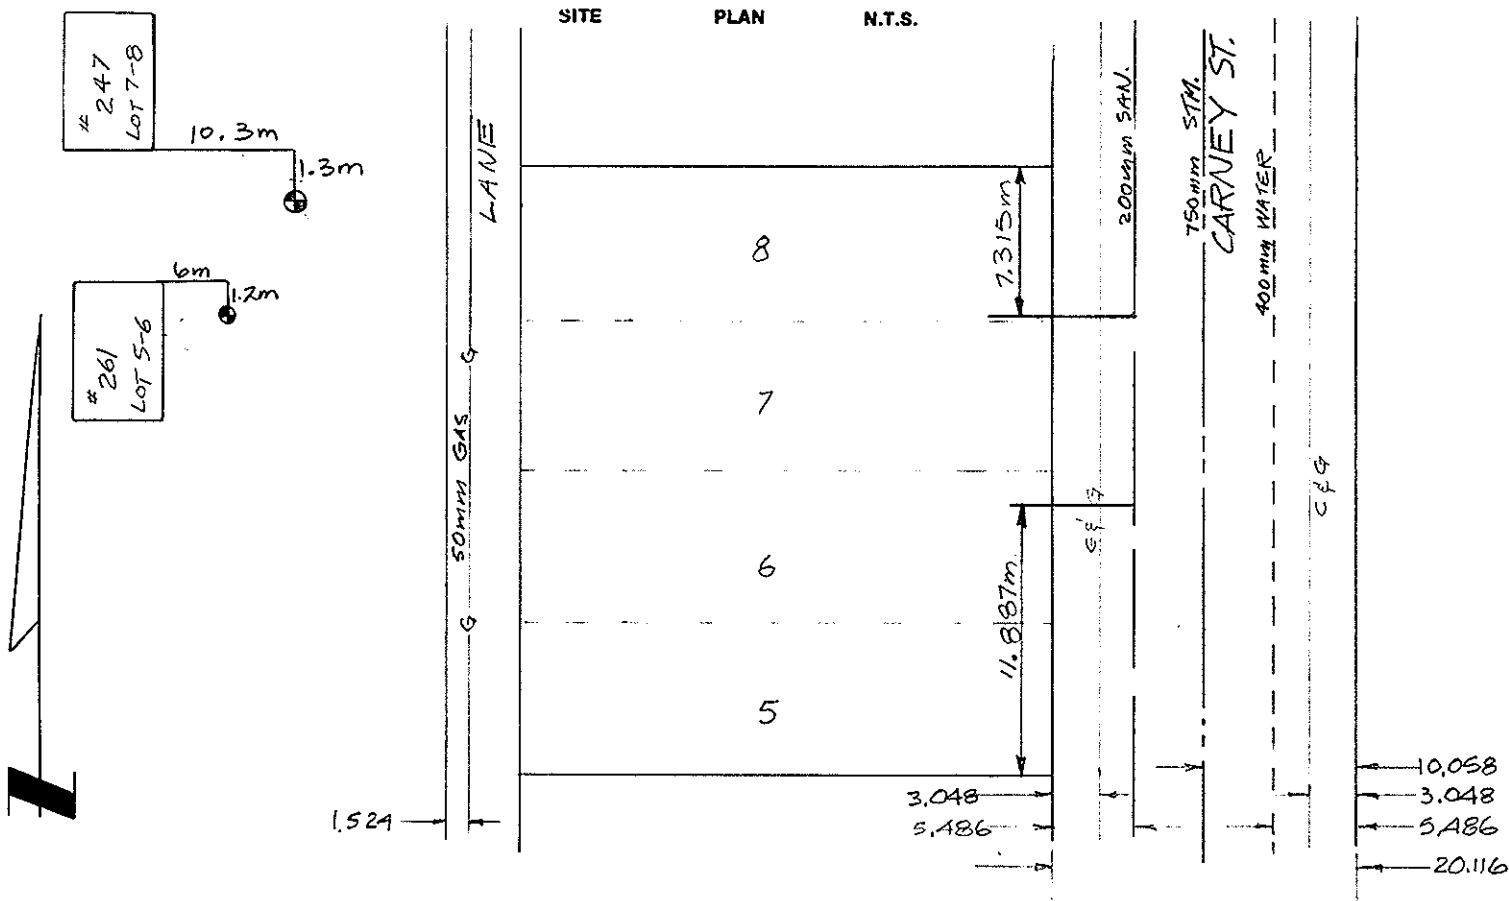 SITE PLAN N.T.S.
# 247
LOT 7-8
10.3m
1.3m
6m
1.2m
# 261
LOT 5-6
LANE
50mm GAS
G
G
8
7
6
5
7.315m
11.887m
200mm SAN.
750mm STM.
CARNEY ST.
400mm WATER
C & G
C & G
1.524
3.048
5.486
10.058
3.048
5.486
20.116